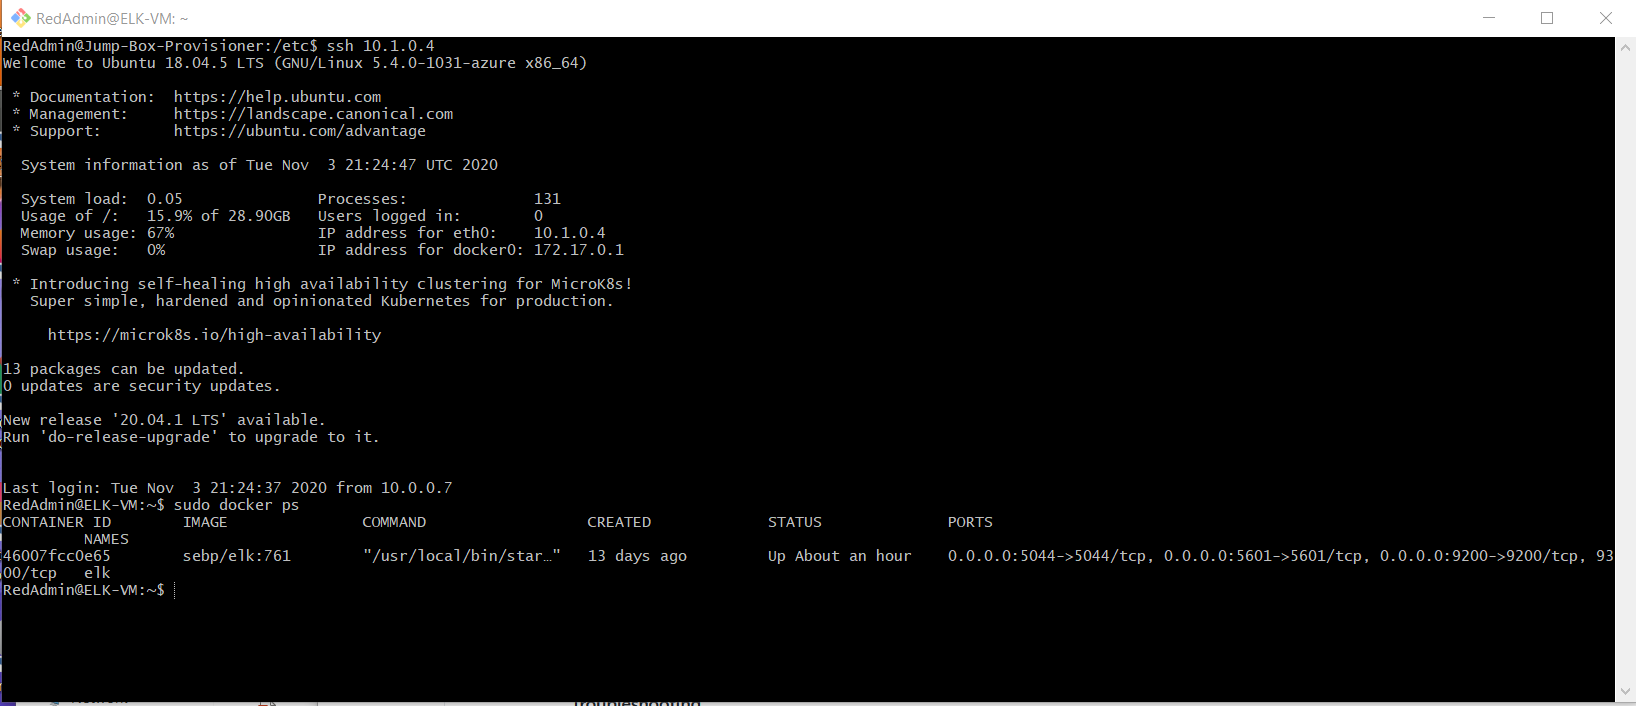 RedAdmin@ELK-VM: ~
RedAdmin@Jump-Box-Provisioner:/etc$ ssh 10.1.0.4
Welcome to Ubuntu 18.04.5 LTS (GNU/Linux 5.4.0-1031-azure x86_64)
* Documentation:  https://help.ubuntu.com
* Management:     https://landscape.canonical.com
* Support:        https://ubuntu.com/advantage
System information as of Tue Nov  3 21:24:47 UTC 2020
System load:  0.05               Processes:              131
Usage of /:   15.9% of 28.90GB   Users logged in:        0
Memory usage: 67%                IP address for eth0:    10.1.0.4
Swap usage:   0%                 IP address for docker0: 172.17.0.1
* Introducing self-healing high availability clustering for MicroK8s!
Super simple, hardened and opinionated Kubernetes for production.
https://microk8s.io/high-availability
13 packages can be updated.
0 updates are security updates.
New release '20.04.1 LTS' available.
Run 'do-release-upgrade' to upgrade to it.
Last login: Tue Nov  3 21:24:37 2020 from 10.0.0.7
RedAdmin@ELK-VM:~$ sudo docker ps
CONTAINER ID        IMAGE               COMMAND                  CREATED             STATUS              PORTS
NAMES
46007fcc0e65        sebp/elk:761        "/usr/local/bin/star…"   13 days ago         Up About an hour    0.0.0.0:5044->5044/tcp, 0.0.0.0:5601->5601/tcp, 0.0.0.0:9200->9200/tcp, 93
00/tcp   elk
RedAdmin@ELK-VM:~$